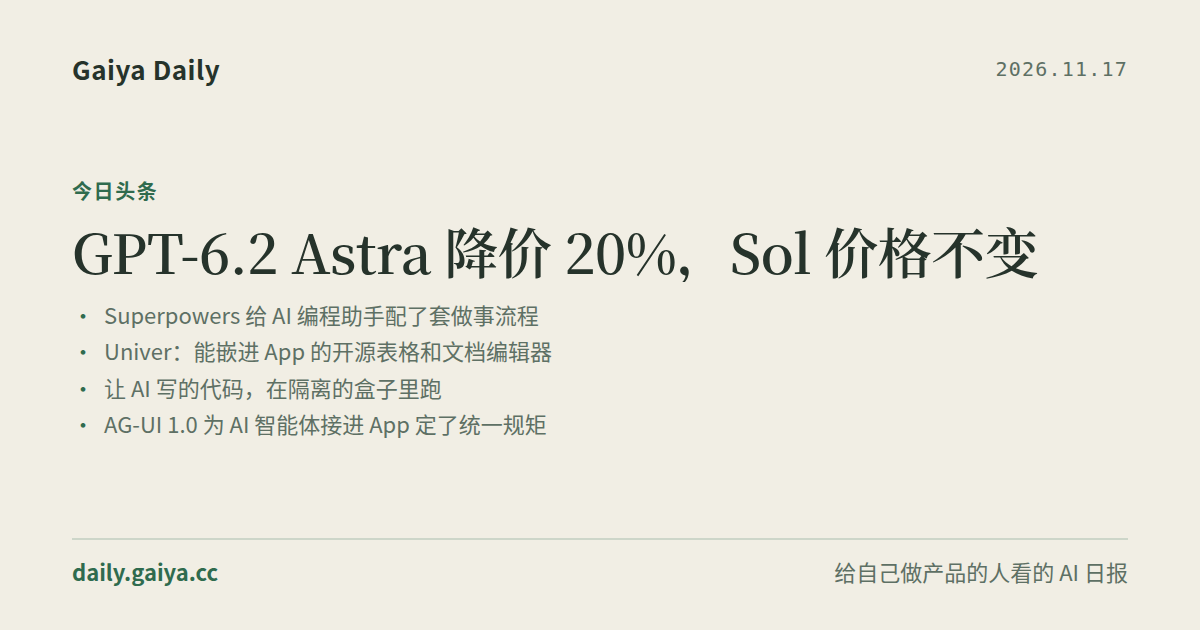 Gaiya Daily
2026.11.17
今日头条
GPT-6.2 Astra 降价 20%，Sol 价格不变
• Superpowers 给 AI 编程助手配了套做事流程
• Univer：能嵌进 App 的开源表格和文档编辑器
• 让 AI 写的代码，在隔离的盒子里跑
• AG-UI 1.0 为 AI 智能体接进 App 定了统一规矩
daily.gaiya.cc
给自己做产品的人看的 AI 日报